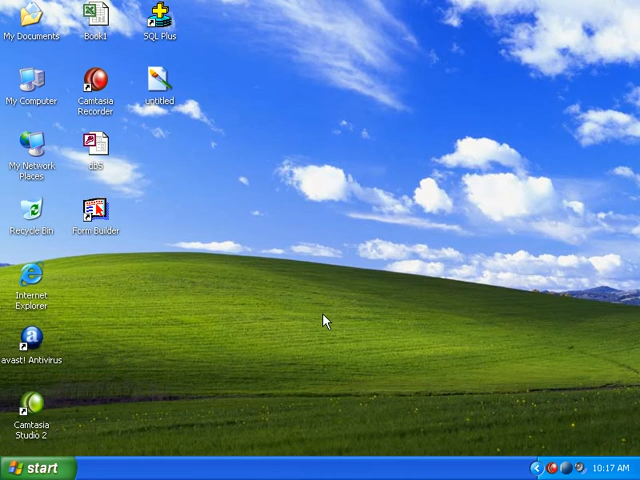 My Documents
Book1
SQL Plus
My Computer
Camtasia
Recorder
untitled
My Network
Places
db9
Recycle Bin
Form Builder
Internet
Explorer
avast! Antivirus
Camtasia
Studio 2
start
10:17 AM